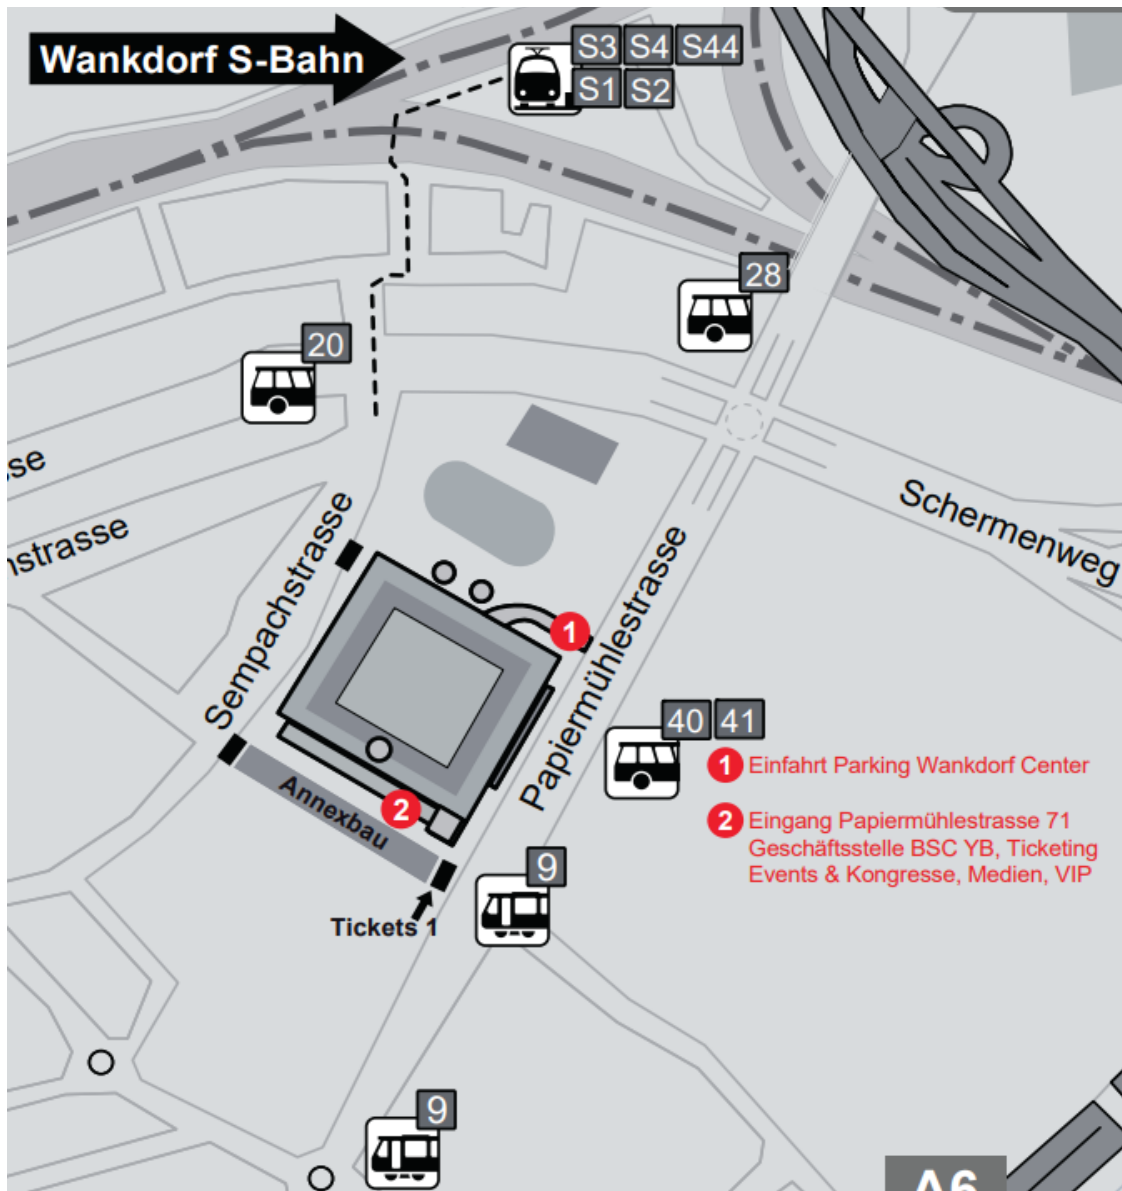 Wankdorf S-Bahn
S3 S4 S44
S1 S2
28
20
Schermenweg
Sempachstrasse
Papiermühlestrasse
1
40 41
1 Einfahrt Parking Wankdorf Center
2 Eingang Papiermühlestrasse 71
Geschäftsstelle BSC YB, Ticketing
Events & Kongresse, Medien, VIP
Annexbau
2
9
Tickets 1
9
A6